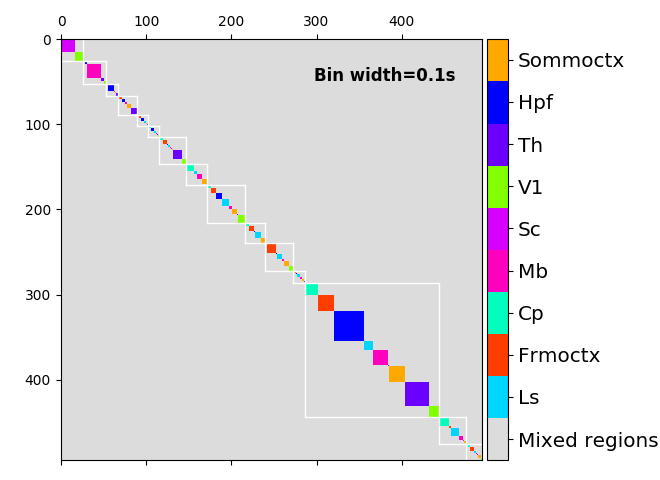 0 100 200 300 400
0
100
200
300
400
Bin width=0.1s
Sommoctx
Hpf
Th
V1
Sc
Mb
Cp
Frmoctx
Ls
Mixed regions